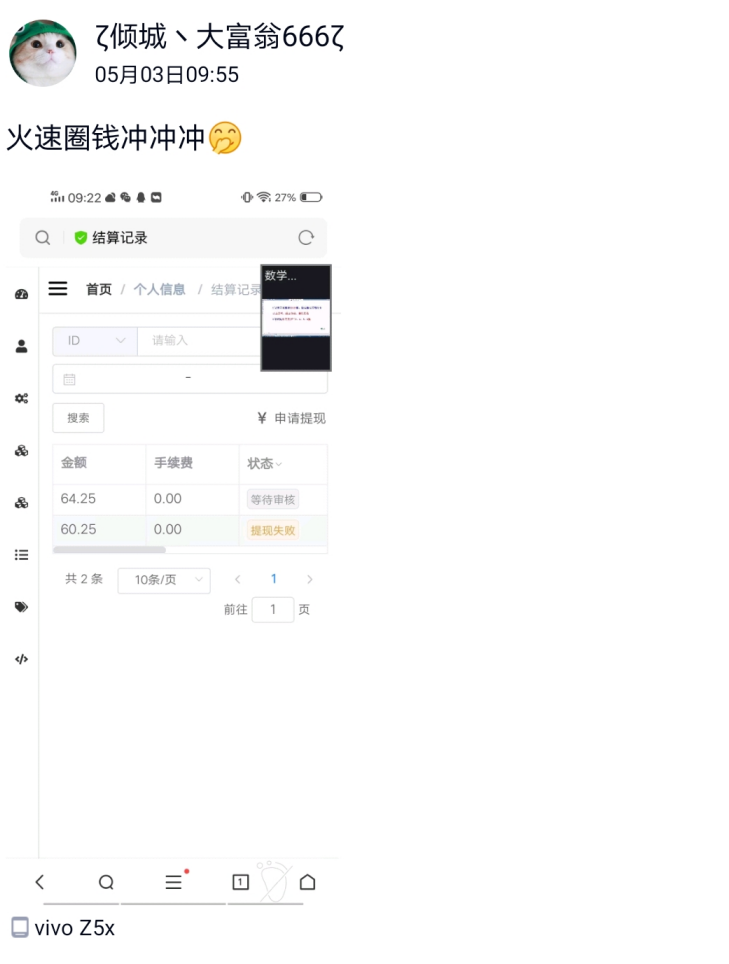 ζ倾城丶大富翁666ζ
05月03日09:55
火速圈钱冲冲冲🤭
4G 09:22 27%
结算记录
数学...
首页 / 个人信息 / 结算记录
ID 请输入
-
搜索 ¥ 申请提现
金额 手续费 状态
64.25 0.00 等待审核
60.25 0.00 提现失败
共 2 条 10条/页 1
前往 1 页
1
vivo Z5x